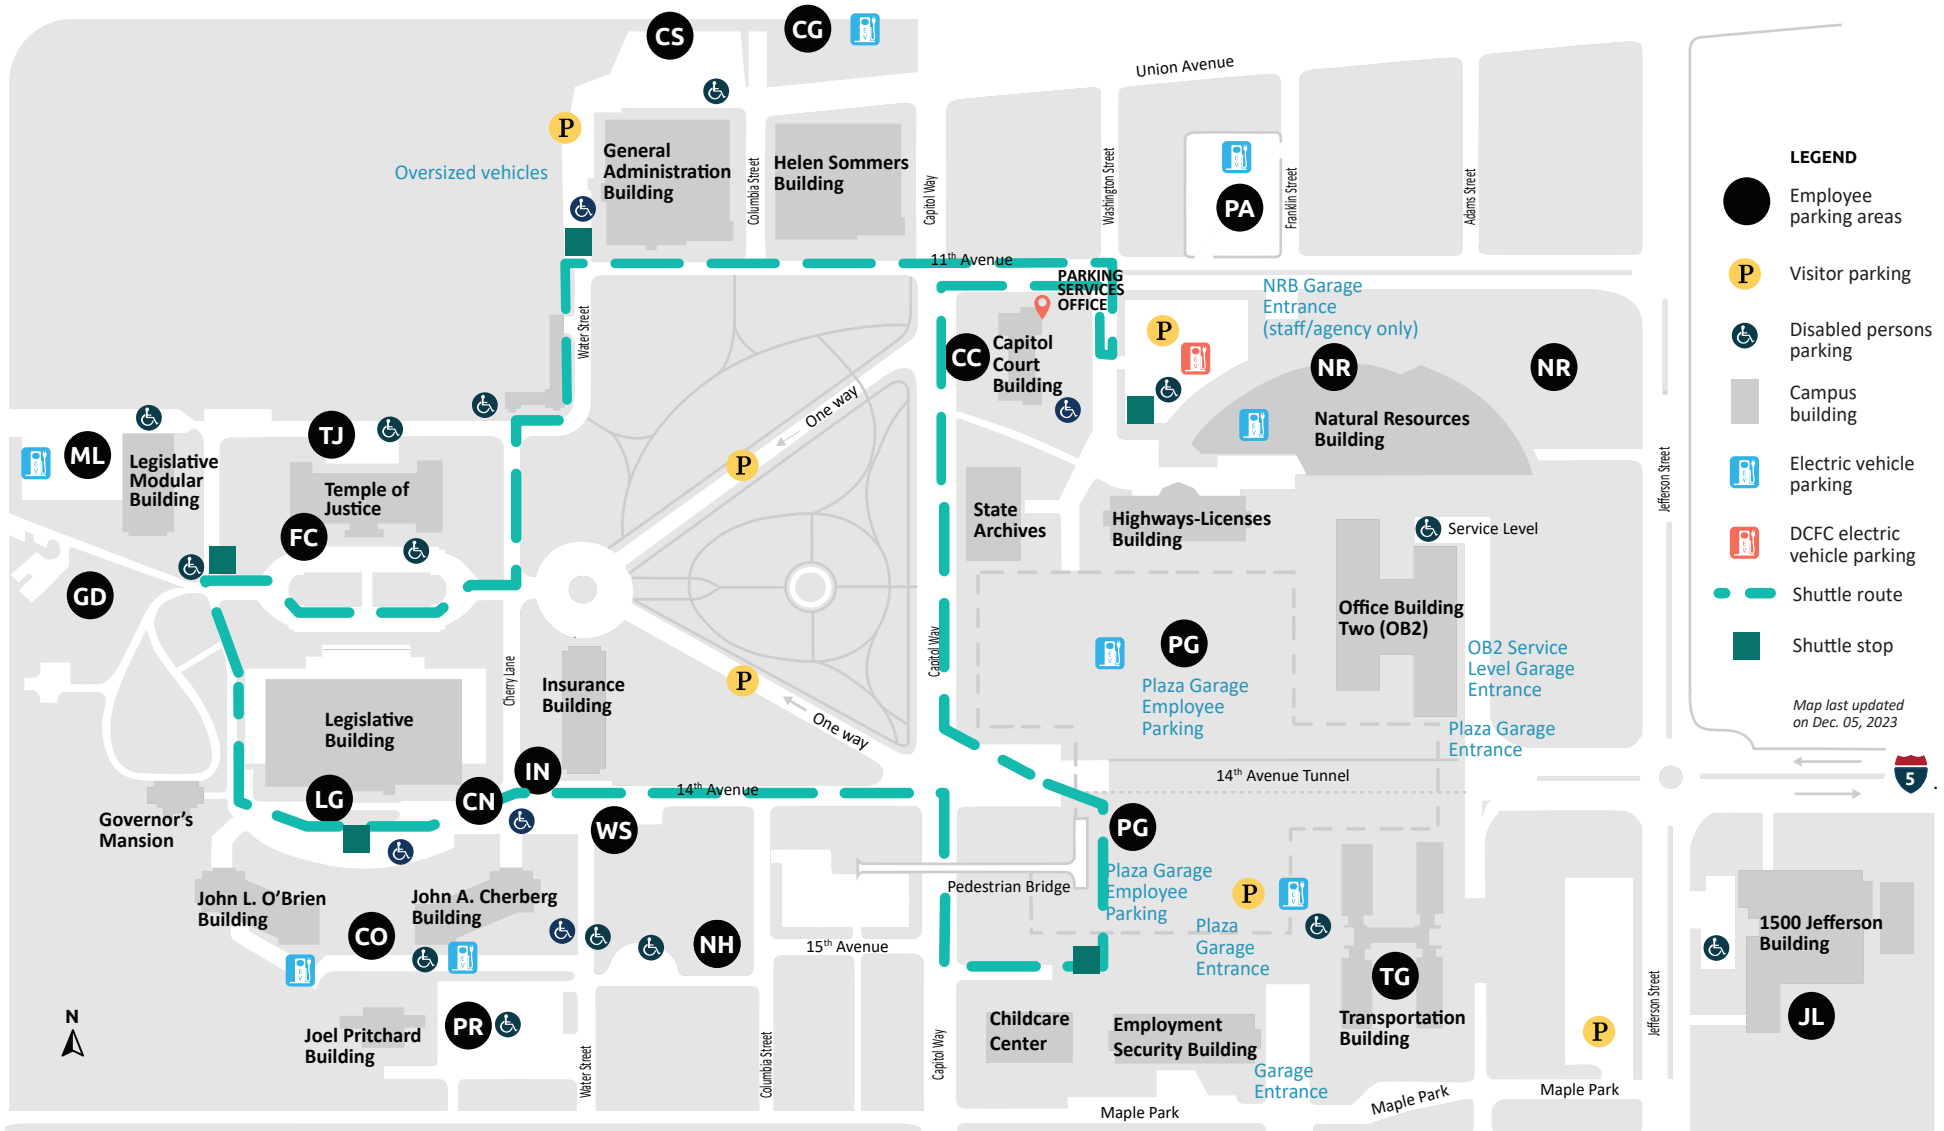 CS
CG
Union Avenue
P
General
Administration
Building
Helen Sommers
Building
Oversized vehicles
Columbia Street
Capitol Way
Washington Street
PA
Franklin Street
Adams Street
LEGEND
Employee
parking areas
P
Visitor parking
Disabled persons
parking
Campus
building
EV
Electric vehicle
parking
EV
DCFC electric
vehicle parking
Shuttle route
Shuttle stop
Map last updated
on Dec. 05, 2023
11th Avenue
PARKING
SERVICES
OFFICE
NRB Garage
Entrance
(staff/agency only)
Water Street
P
CC
Capitol
Court
Building
NR
NR
One way
Natural Resources
Building
TJ
ML
Legislative
Modular
Building
Temple of
Justice
P
Jefferson Street
FC
State
Archives
Highways-Licenses
Building
Service Level
GD
Office Building
Two (OB2)
PG
Plaza Garage
Employee
Parking
OB2 Service
Level Garage
Entrance
Capitol Way
Cherry Lane
Insurance
Building
P
One way
Legislative
Building
Plaza Garage
Entrance
IN
14th Avenue Tunnel
5
LG
CN
14th Avenue
Governor’s
Mansion
WS
PG
Pedestrian Bridge
Plaza Garage
Employee
Parking
P
John L. O’Brien
Building
John A. Cherberg
Building
CO
NH
15th Avenue
Plaza
Garage
Entrance
1500 Jefferson
Building
TG
N
PR
Joel Pritchard
Building
Childcare
Center
Employment
Security Building
Transportation
Building
P
JL
Jefferson Street
Water Street
Columbia Street
Capitol Way
Garage
Entrance
Maple Park
Maple Park
Maple Park